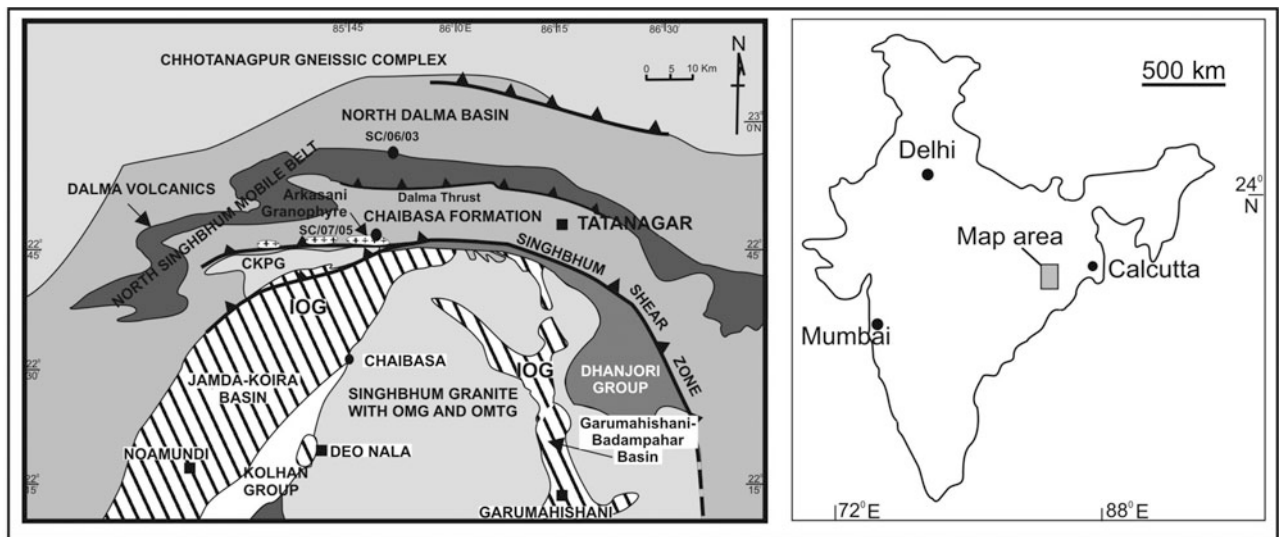 85°45
86°10'E
86°15
86°30
CHHOTANAGPUR GNEISSIC COMPLEX
N
0 5 10 Km
NORTH DALMA BASIN
SC/06/03
23
0'N
DALMA VOLCANICS
NORTH SINGHBHUM MOBILE BELT
Arkasani
Granophyre
SC/07/05
Dalma Thrust
CHAIBASA FORMATION
TATANAGAR
22°
45
22°
45
CKPG
SINGHBHUM
SHEAR
ZONE
IOG
CHAIBASA
IOG
DHANJORI
GROUP
22°
30
22°
30
JAMDA-KOIRA
BASIN
SINGHBHUM GRANITE
WITH OMG AND OMTG
Garumahishani-
Badampahar
Basin
NOAMUNDI
DEO NALA
KOLHAN
GROUP
22°
15
22°
15
GARUMAHISHANI
500 km
Delhi
24°
N
Map area
Calcutta
Mumbai
72°E
88°E